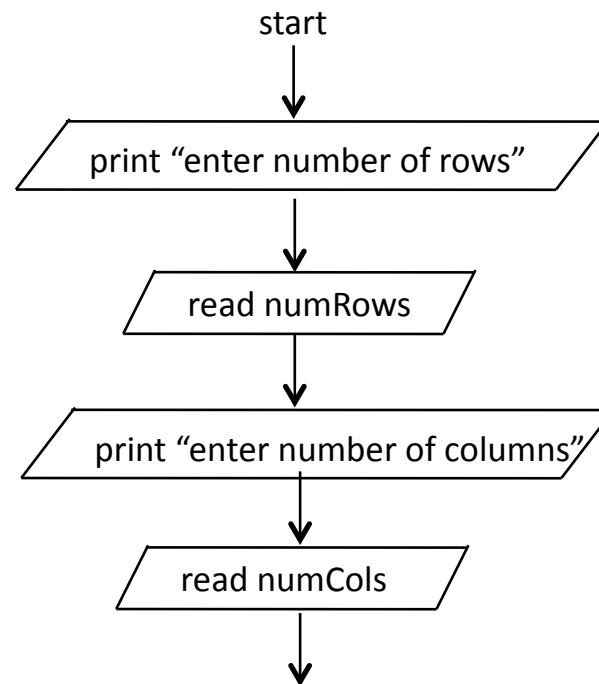 start
print “enter number of rows”
read numRows
print “enter number of columns”
read numCols